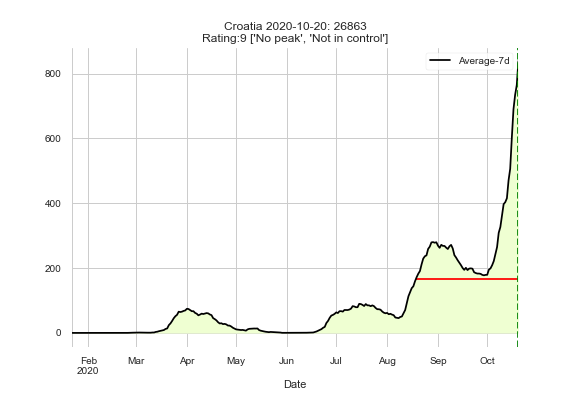 Croatia 2020-10-20: 26863
Rating:9 ['No peak', 'Not in control']
Average-7d
800
600
400
200
0
Feb Mar Apr May Jun Jul Aug Sep Oct
2020
Date